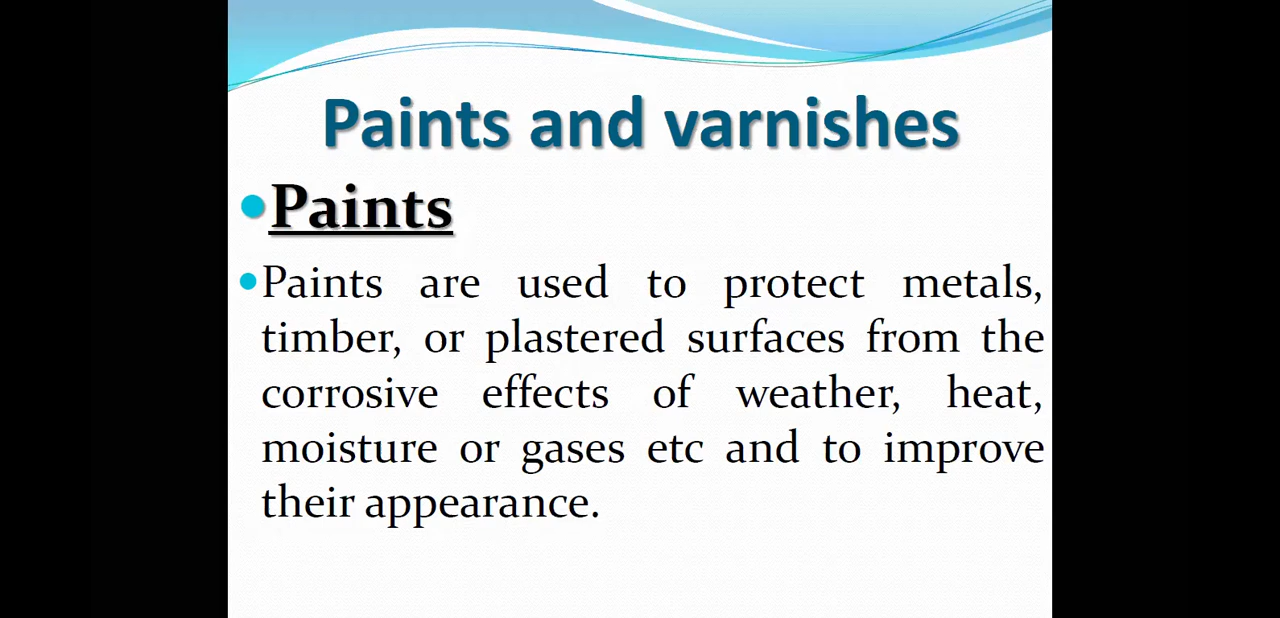 Paints and varnishes
•Paints
•Paints are used to protect metals,
timber, or plastered surfaces from the
corrosive effects of weather, heat,
moisture or gases etc and to improve
their appearance.